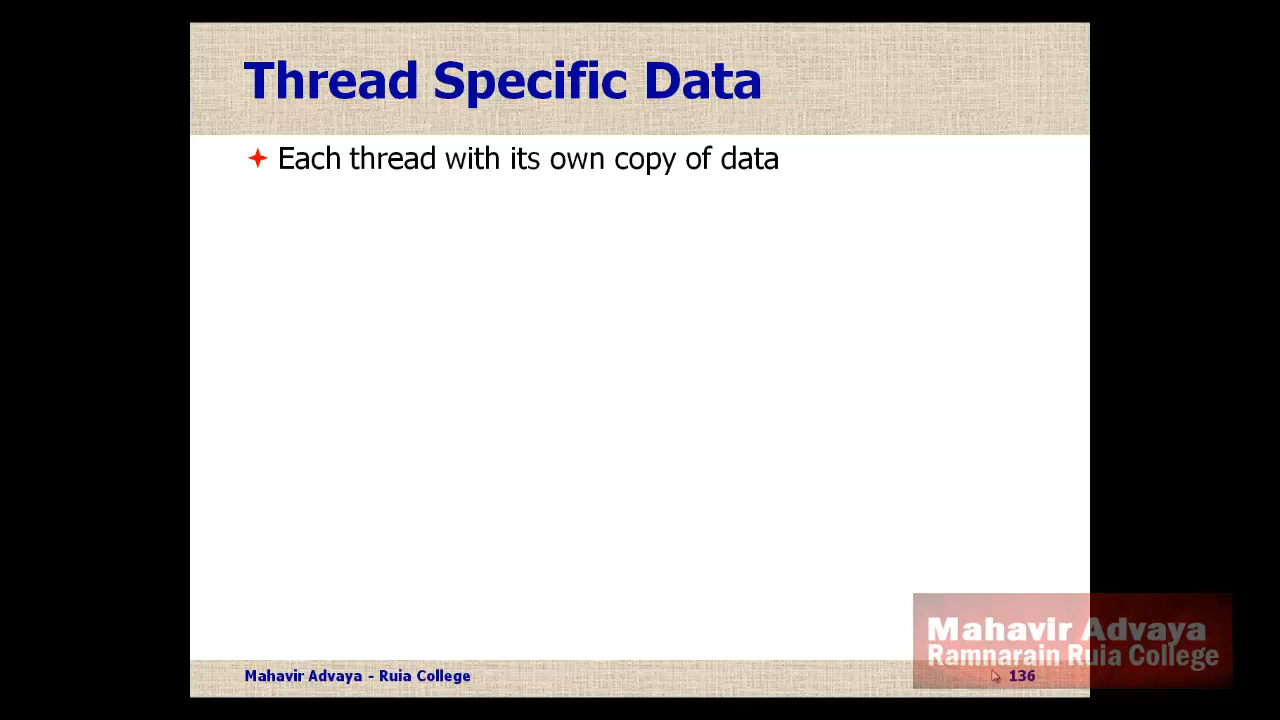 Thread Specific Data
Each thread with its own copy of data
Mahavir Advaya
Ramnarain Ruia College
Mahavir Advaya - Ruia College
136